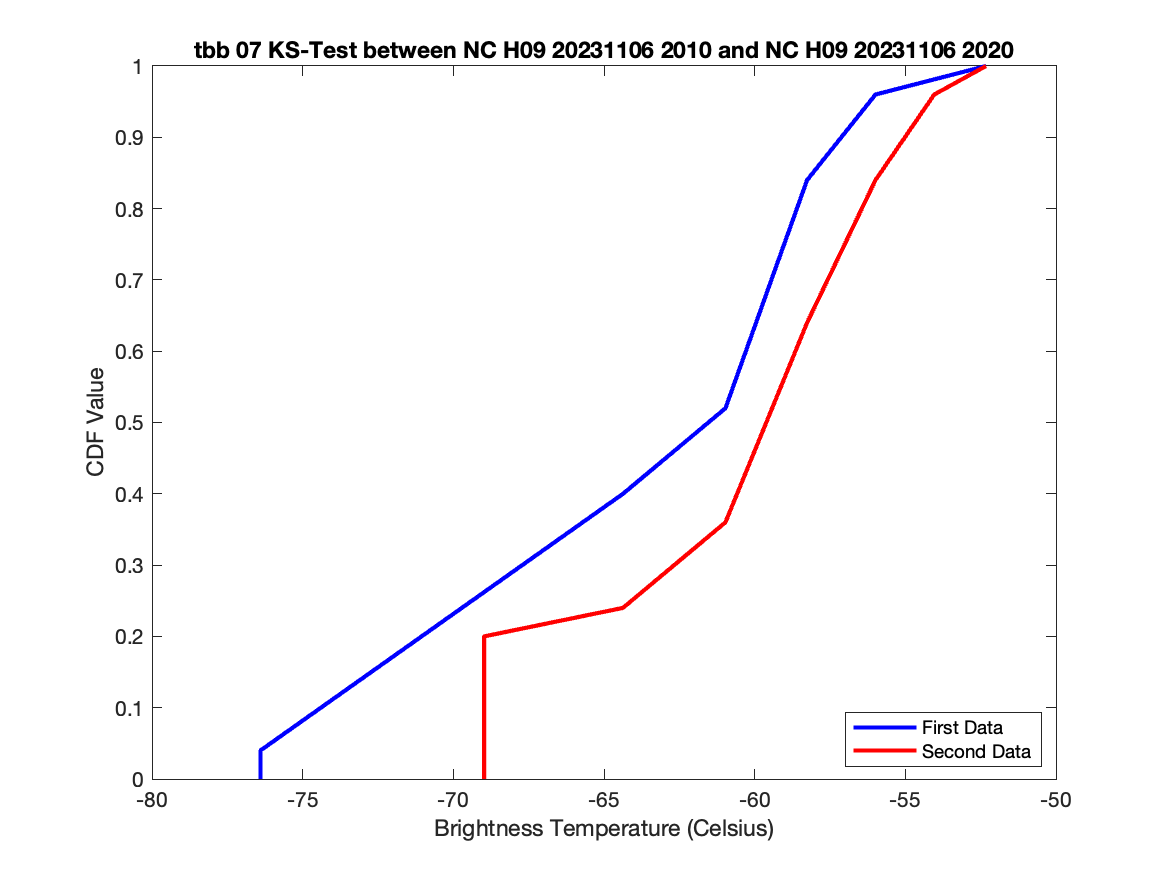 tbb 07 KS-Test between NC H09 20231106 2010 and NC H09 20231106 2020
1
0.9
0.8
0.7
0.6
0.5
0.4
0.3
0.2
0.1
0
CDF Value
First Data
Second Data
-80 -75 -70 -65 -60 -55 -50
Brightness Temperature (Celsius)